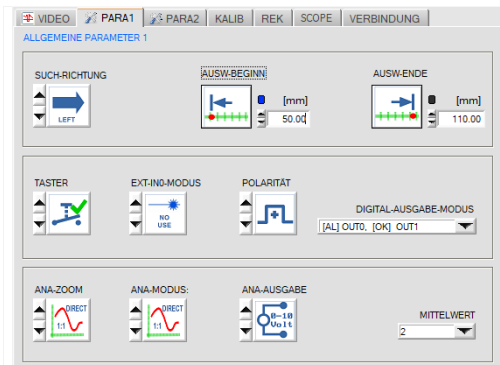 VIDEO PARA1 PARA2 KALIB REK SCOPE VERBINDUNG
ALLGEMEINE PARAMETER 1
SUCH-RICHTUNG AUSW-BEGINN AUSW-ENDE
LEFT
[mm] [mm]
50.00 110.00
TASTER EXT-IN0-MODUS POLARITÄT
NO
USE
DIGITAL-AUSGABE-MODUS
[AL] OUT0, [OK] OUT1
ANA-ZOOM ANA-MODUS: ANA-AUSGABE
DIRECT DIRECT 0-10
Volt
1:1 1:1
MITTELWERT
2